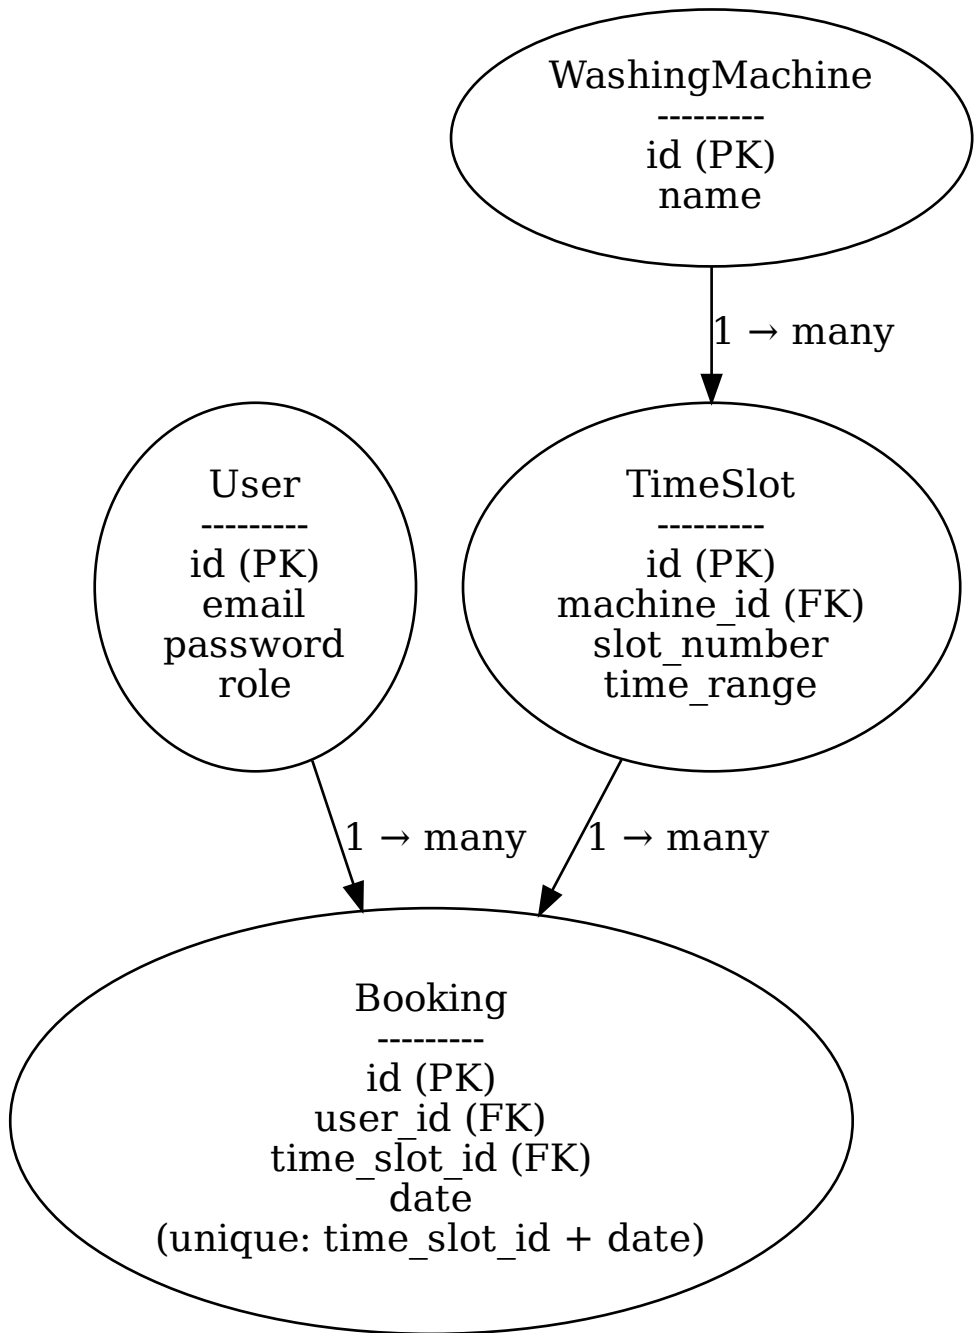 WashingMachine
---------
id (PK)
name
1 → many
User
---------
id (PK)
email
password
role
TimeSlot
---------
id (PK)
machine_id (FK)
slot_number
time_range
1 → many
1 → many
Booking
---------
id (PK)
user_id (FK)
time_slot_id (FK)
date
(unique: time_slot_id + date)